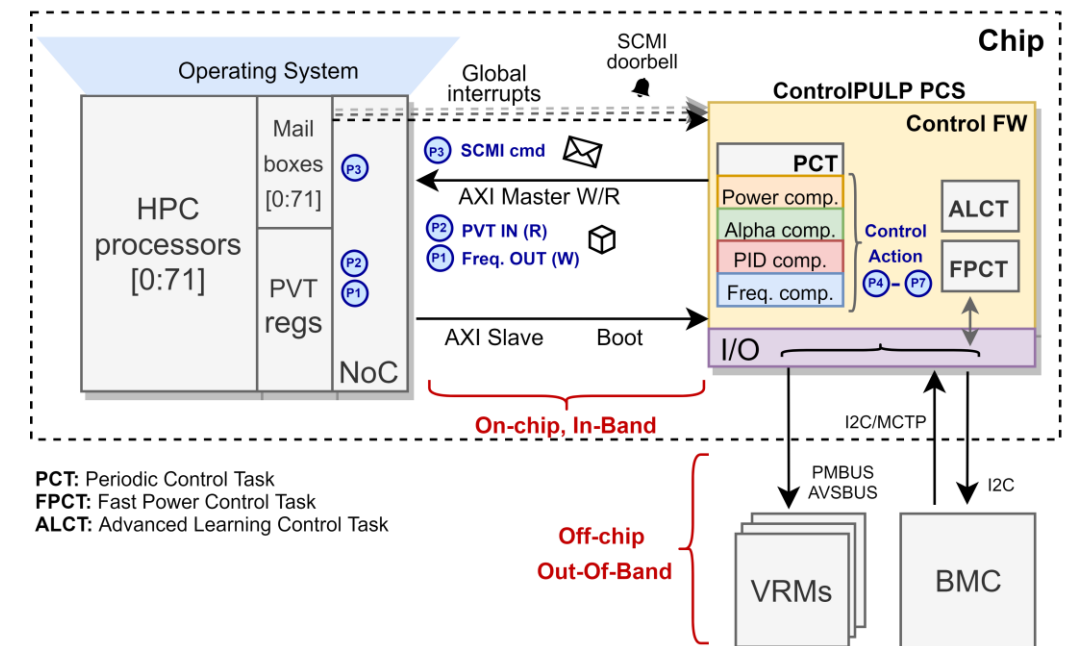 Chip
Operating System
HPC
processors
[0:71]
Mail
boxes
[0:71]
PVT
regs
P3
P2
P1
NoC
Global
interrupts
SCMI
doorbell
P3 SCMI cmd
AXI Master W/R
P2 PVT IN (R)
P1 Freq. OUT (W)
AXI Slave Boot
On-chip, In-Band
ControlPULP PCS
Control FW
PCT
Power comp.
Alpha comp.
PID comp.
Freq. comp.
Control
Action
P4 - P7
ALCT
FPCT
I/O
I2C/MCTP
PMBUS
AVSBUS
I2C
Off-chip
Out-Of-Band
VRMs
BMC
PCT: Periodic Control Task
FPCT: Fast Power Control Task
ALCT: Advanced Learning Control Task